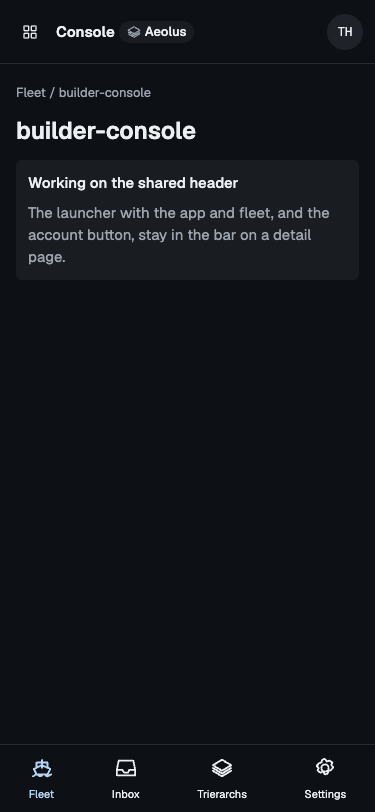 Console Aeolus TH
Fleet / builder-console
builder-console
Working on the shared header
The launcher with the app and fleet, and the
account button, stay in the bar on a detail
page.
Fleet Inbox Trierarchs Settings